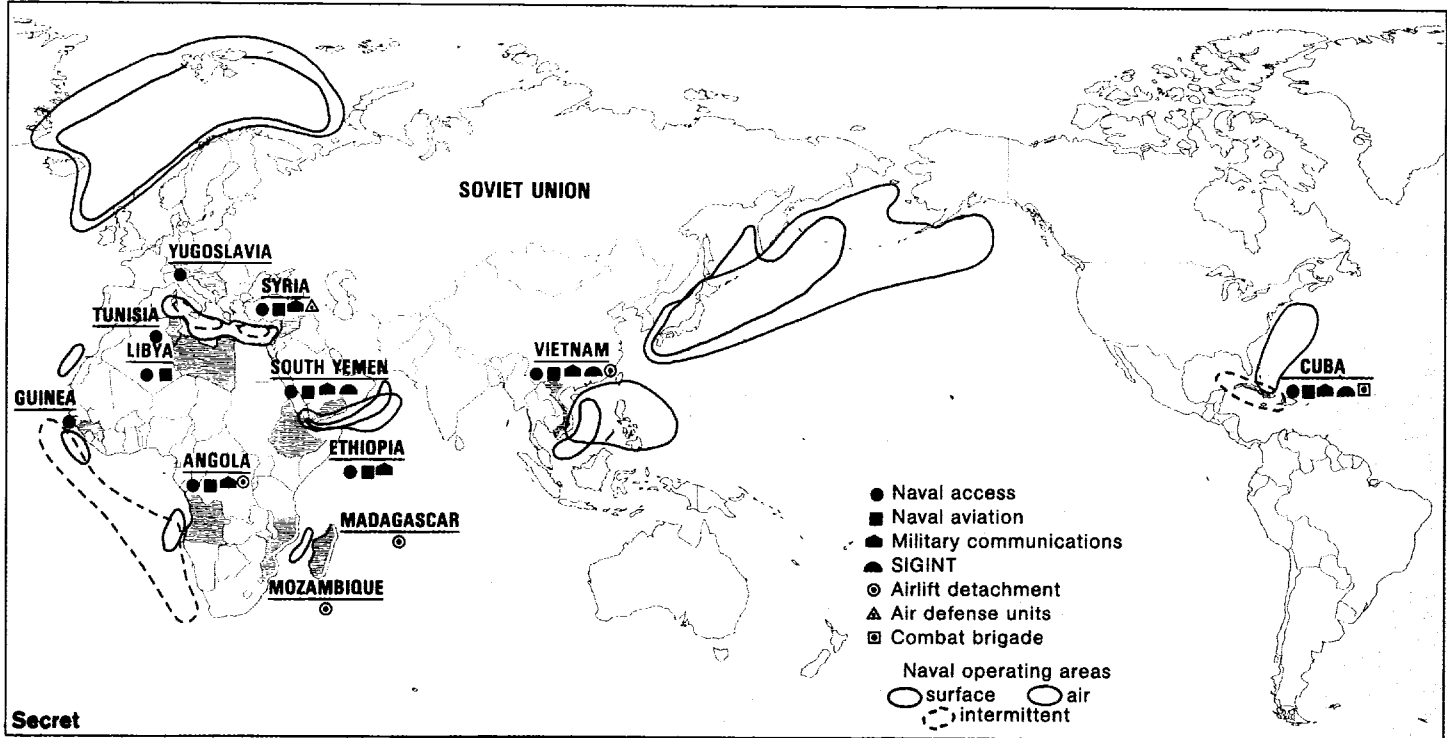 SOVIET UNION
YUGOSLAVIA
SYRIA
TUNISIA
LIBYA
SOUTH YEMEN
VIETNAM
CUBA
GUINEA
ETHIOPIA
ANGOLA
MADAGASCAR
MOZAMBIQUE
Naval access
Naval aviation
Military communications
SIGINT
Airlift detachment
Air defense units
Combat brigade
Naval operating areas
surface air
intermittent
Secret